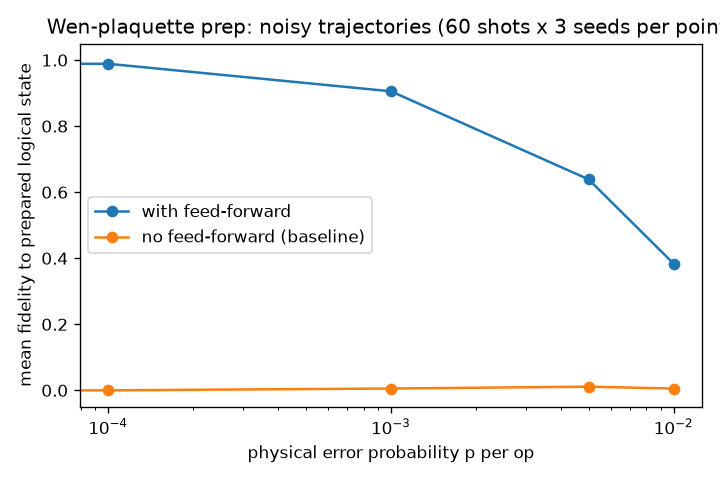 Wen-plaquette prep: noisy trajectories (60 shots x 3 seeds per poin
1.0
0.8
0.6
0.4
0.2
0.0
mean fidelity to prepared logical state
with feed-forward
no feed-forward (baseline)
10⁻⁴
10⁻³
10⁻²
physical error probability p per op